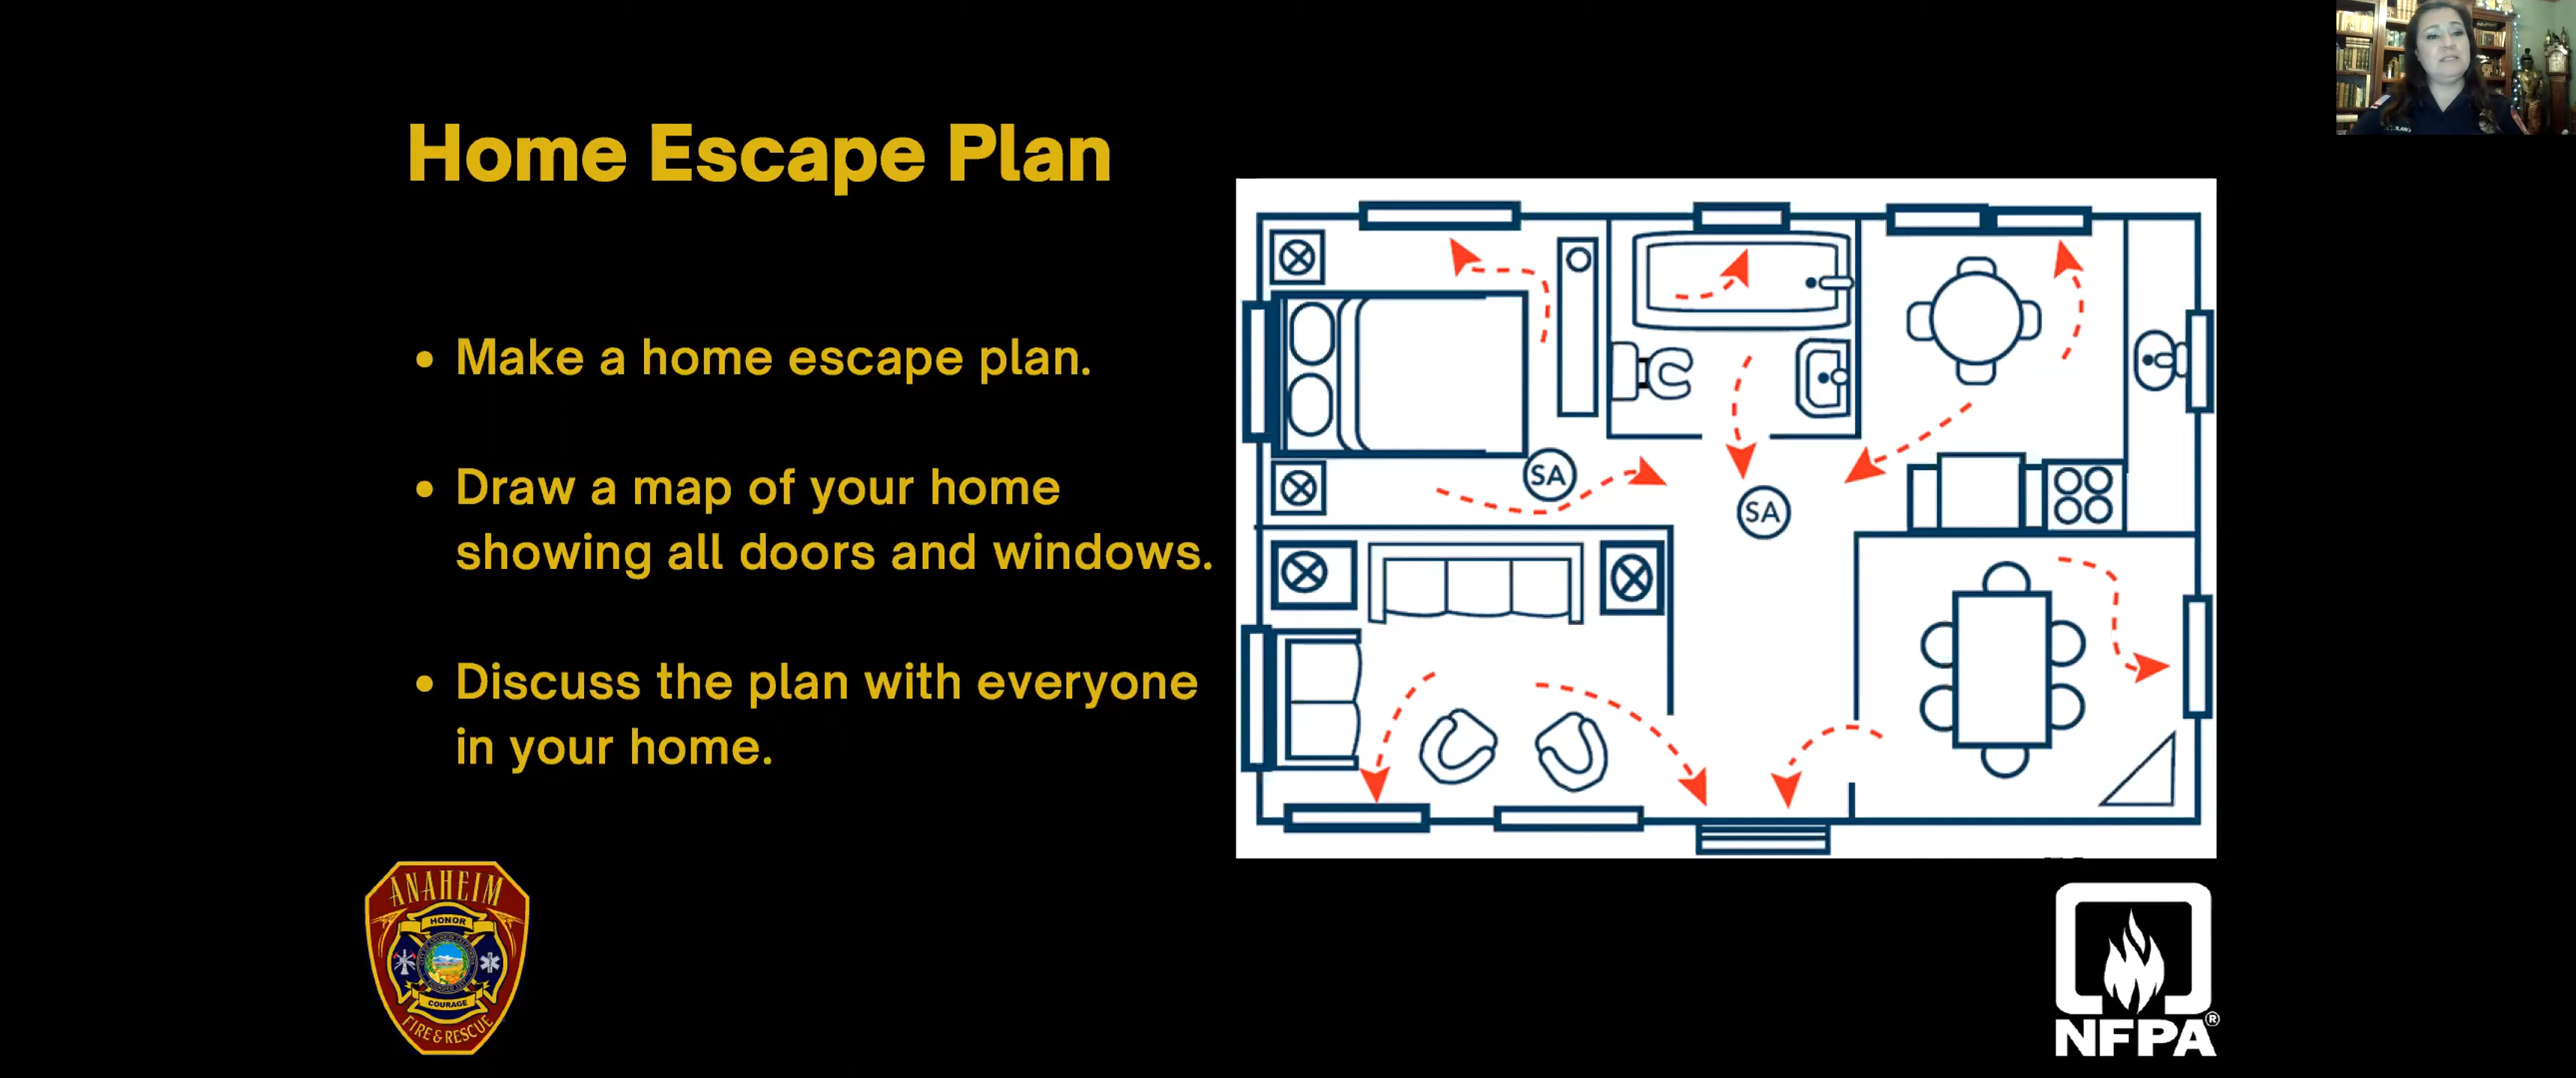 Home Escape Plan
• Make a home escape plan.
• Draw a map of your home
showing all doors and windows.
• Discuss the plan with everyone
in your home.
SA
SA
ANAHEIM
HONOR
COURAGE
FIRE & RESCUE
NFPA®